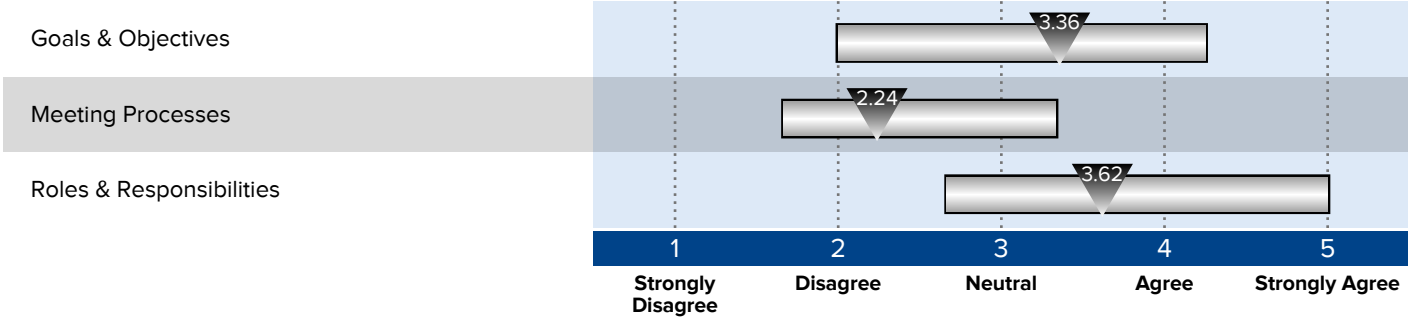 Goals & Objectives
3.36
Meeting Processes
2.24
Roles & Responsibilities
3.62
1 2 3 4 5
Strongly Disagree Neutral Agree Strongly Agree
Disagree